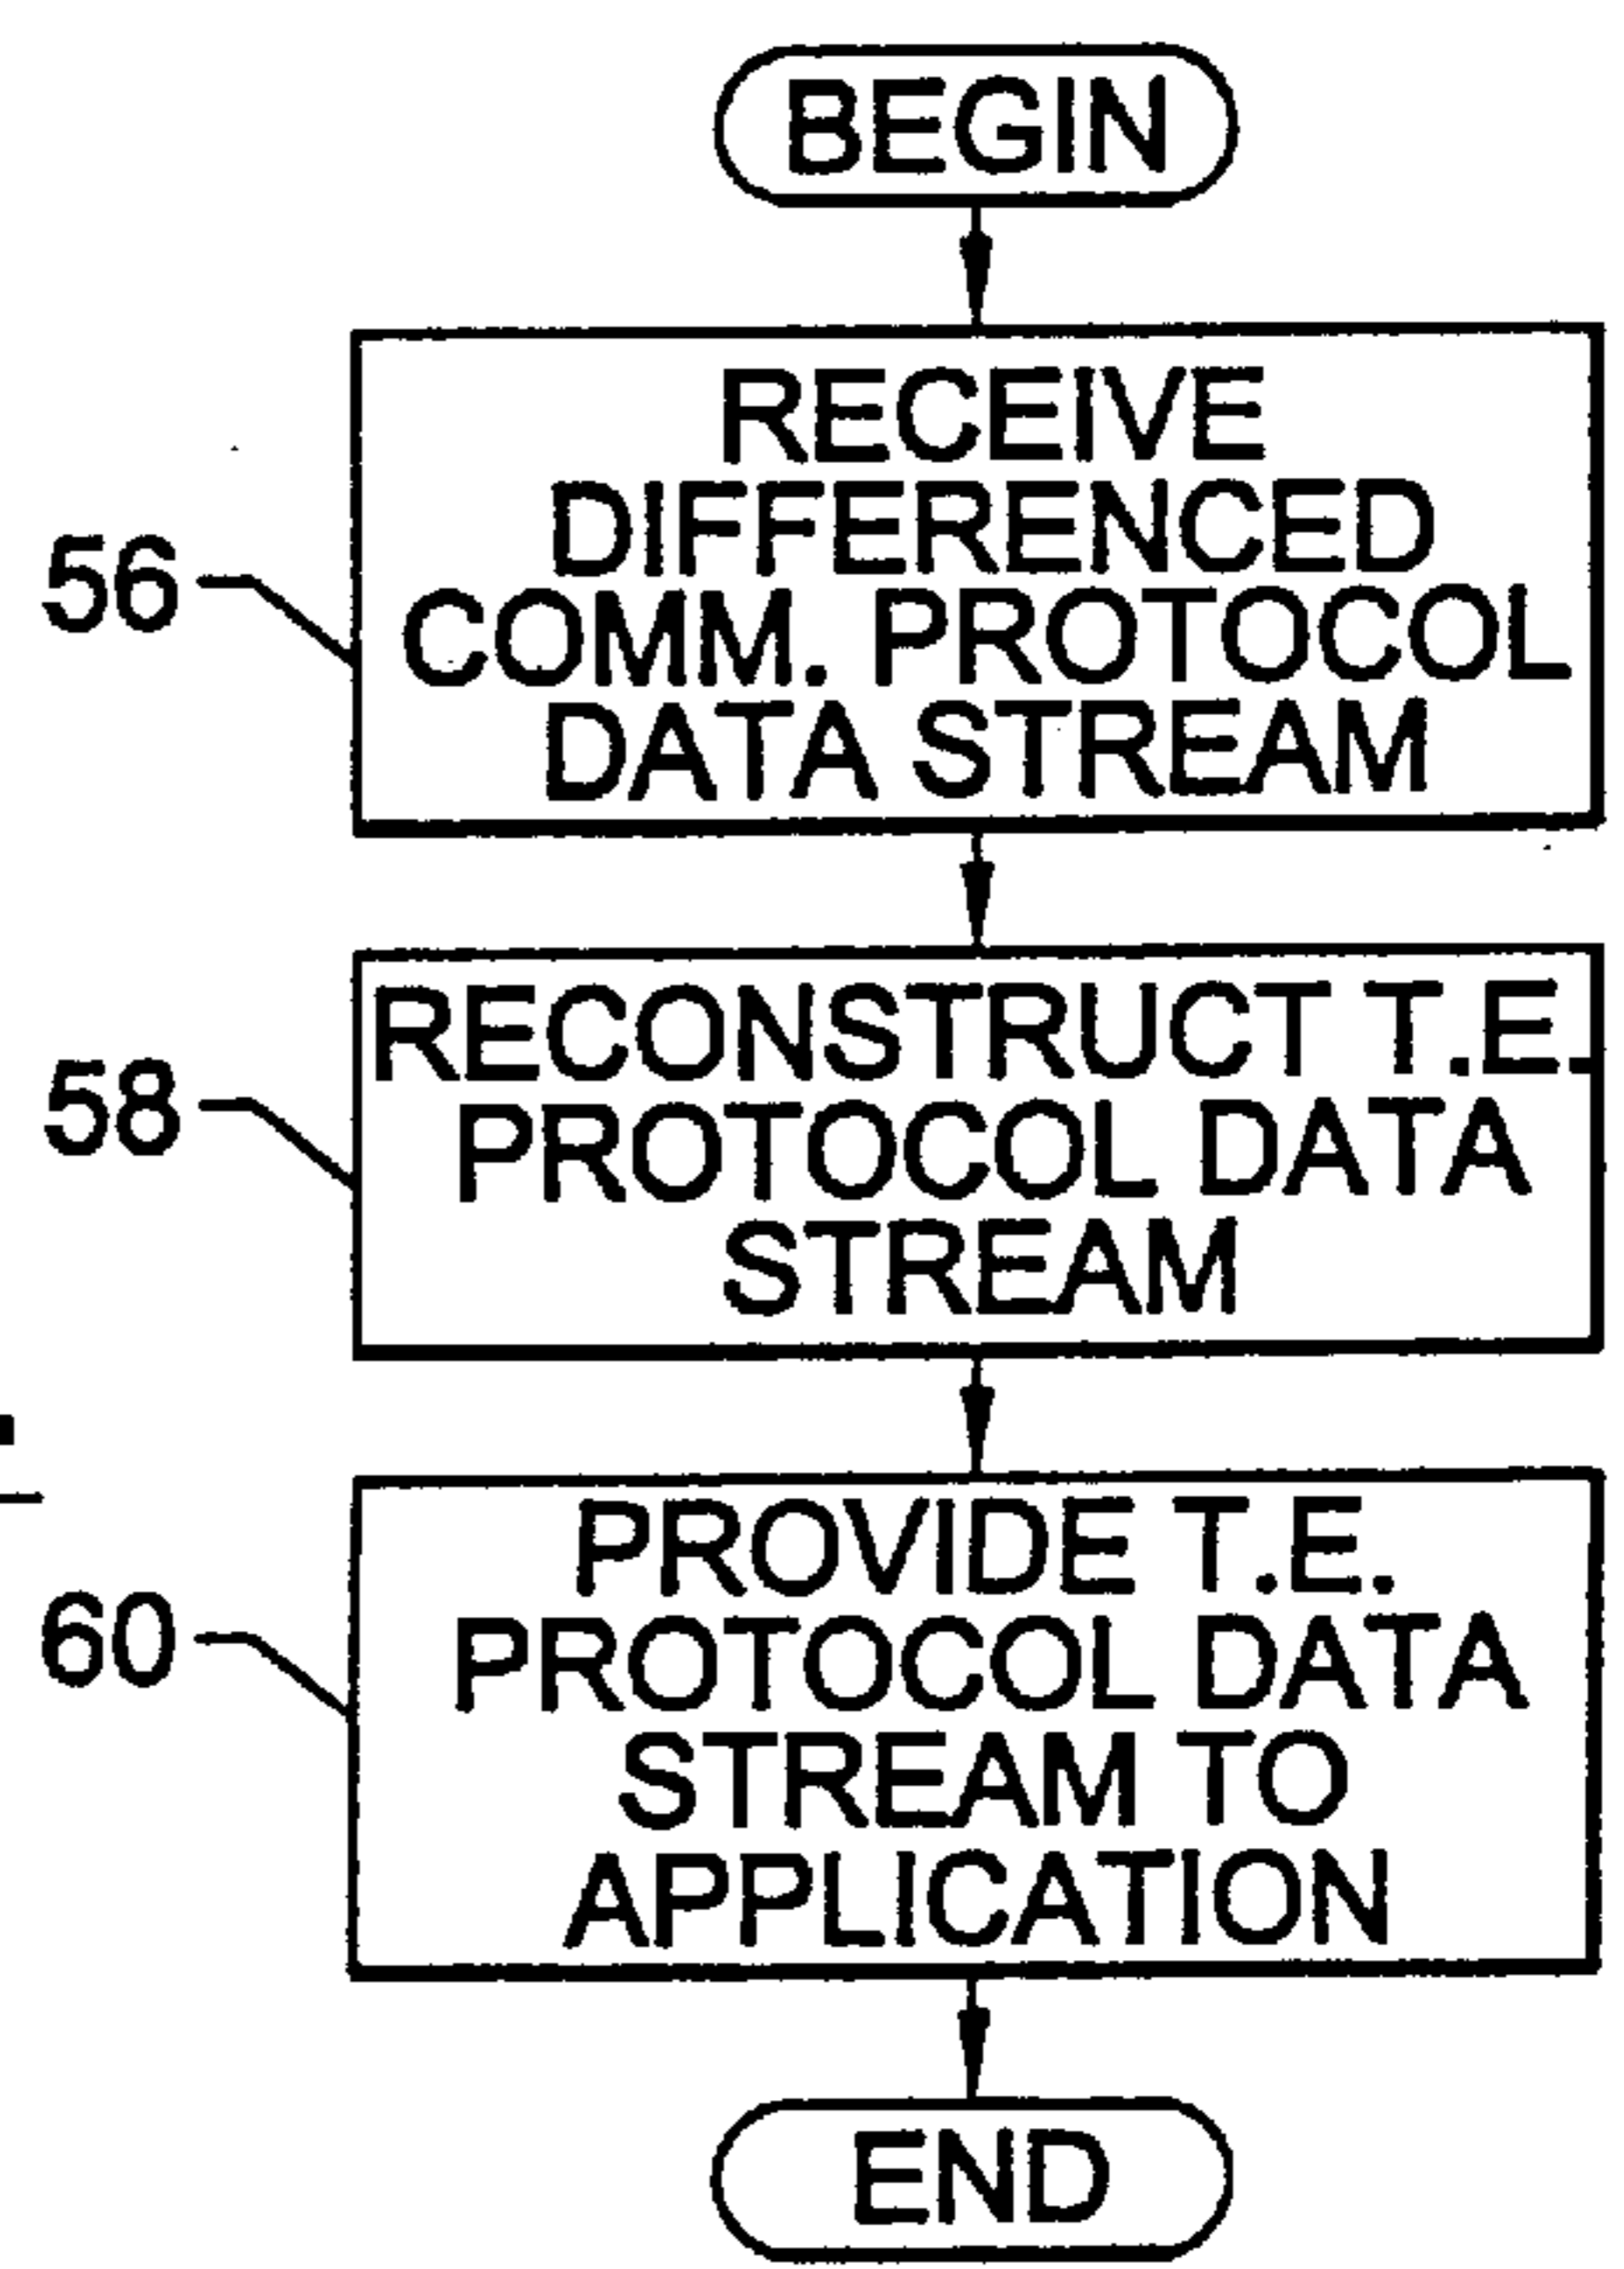 BEGIN
RECEIVE
DIFFERENCED
COMM. PROTOCOL
DATA STREAM
56
RECONSTRUCT T.E.
PROTOCOL DATA
STREAM
58
PROVIDE T.E.
PROTOCOL DATA
STREAM TO
APPLICATION
60
END